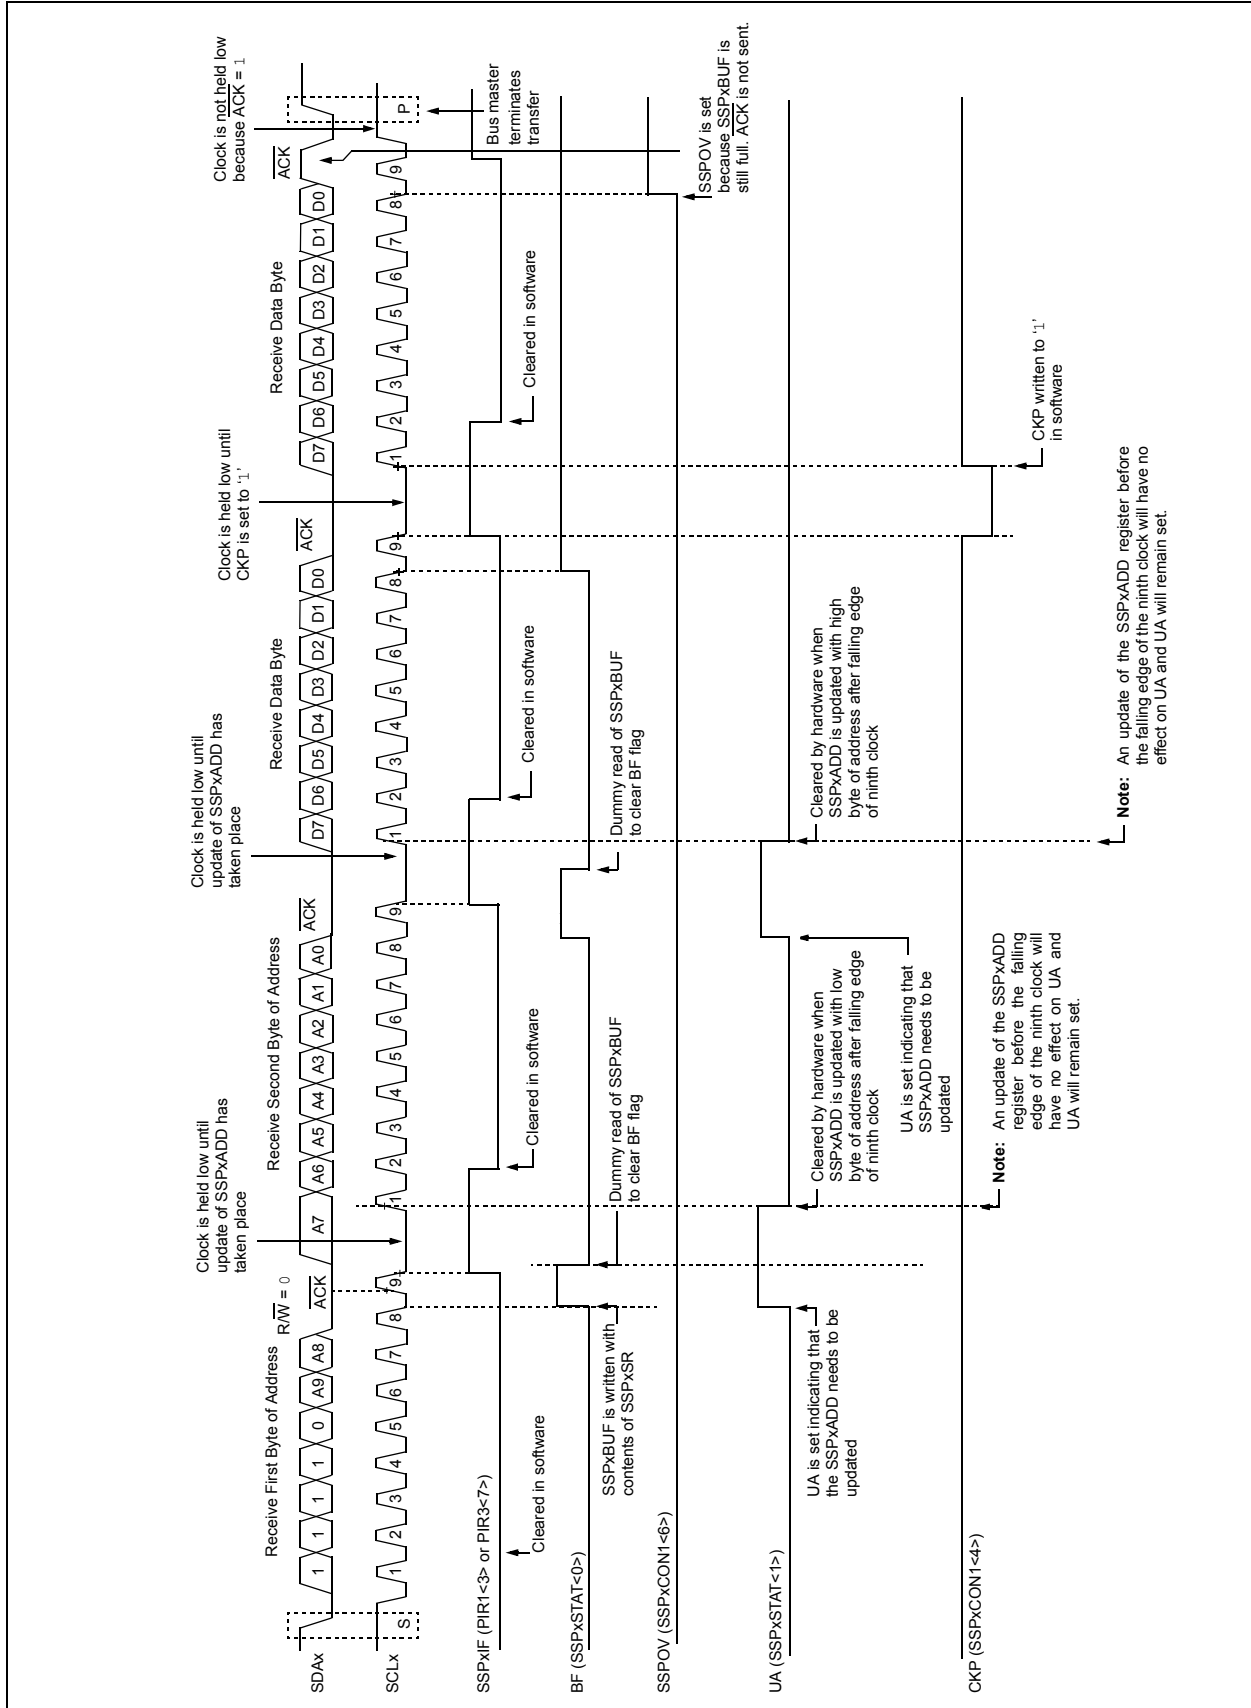 Receive First Byte of Address
R/W = 0
ACK
Clock is held low until
update of SSPxADD has
taken place
Receive Second Byte of Address
ACK
Clock is held low until
update of SSPxADD has
taken place
Receive Data Byte
ACK
Clock is held low until
CKP is set to ‘1’
Receive Data Byte
ACK
Clock is not held low
because ACK = 1
SDAx
1 1 1 1 0 A9 A8
A7 A6 A5 A4 A3 A2 A1 A0
D7 D6 D5 D4 D3 D2 D1 D0
D7 D6 D5 D4 D3 D2 D1 D0
SCLx
S
1 2 3 4 5 6 7 8 9
1 2 3 4 5 6 7 8 9
1 2 3 4 5 6 7 8 9
1 2 3 4 5 6 7 8 9
P
Bus master
terminates
transfer
SSPxIF (PIR1<3> or PIR3<7>)
Cleared in software
Cleared in software
Cleared in software
Cleared in software
BF (SSPxSTAT<0>)
SSPxBUF is written with
contents of SSPxSR
Dummy read of SSPxBUF
to clear BF flag
Dummy read of SSPxBUF
to clear BF flag
SSPOV (SSPxCON1<6>)
SSPOV is set
because SSPxBUF is
still full. ACK is not sent.
UA (SSPxSTAT<1>)
UA is set indicating that
the SSPxADD needs to be
updated
Cleared by hardware when
SSPxADD is updated with low
byte of address after falling edge
of ninth clock
UA is set indicating that
SSPxADD needs to be
updated
Cleared by hardware when
SSPxADD is updated with high
byte of address after falling edge
of ninth clock
CKP (SSPxCON1<4>)
CKP written to ‘1’
in software
Note: An update of the SSPxADD
register before the falling
edge of the ninth clock will
have no effect on UA and
UA will remain set.
Note: An update of the SSPxADD register before
the falling edge of the ninth clock will have no
effect on UA and UA will remain set.